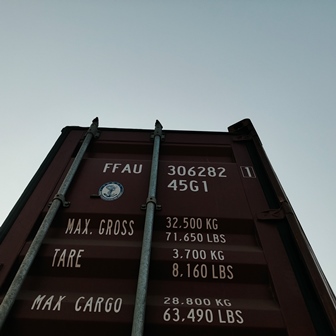 FFAU 306282 1
45G1
MAX. GROSS 32.500 KG
71.650 LBS
TARE 3.700 KG
8,160 LBS
MAX CARGO 28.800 KG
63,490 LBS